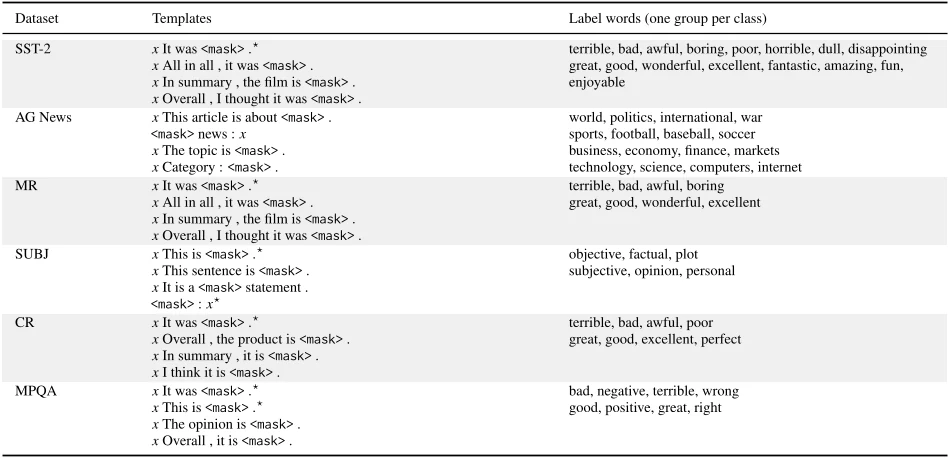 Dataset Templates Label words (one group per class)
SST-2 x It was <mask> .* terrible, bad, awful, boring, poor, horrible, dull, disappointing
x All in all , it was <mask> . great, good, wonderful, excellent, fantastic, amazing, fun,
x In summary , the film is <mask> . enjoyable
x Overall , I thought it was <mask> .
AG News x This article is about <mask> . world, politics, international, war
<mask> news : x sports, football, baseball, soccer
x The topic is <mask> . business, economy, finance, markets
x Category : <mask> . technology, science, computers, internet
MR x It was <mask> .* terrible, bad, awful, boring
x All in all , it was <mask> . great, good, wonderful, excellent
x In summary , the film is <mask> .
x Overall , I thought it was <mask> .
SUBJ x This is <mask> .* objective, factual, plot
x This sentence is <mask> . subjective, opinion, personal
x It is a <mask> statement .
<mask> : x*
CR x It was <mask> .* terrible, bad, awful, poor
x Overall , the product is <mask> . great, good, excellent, perfect
x In summary , it is <mask> .
x I think it is <mask> .
MPQA x It was <mask> .* bad, negative, terrible, wrong
x This is <mask> .* good, positive, great, right
x The opinion is <mask> .
x Overall , it is <mask> .